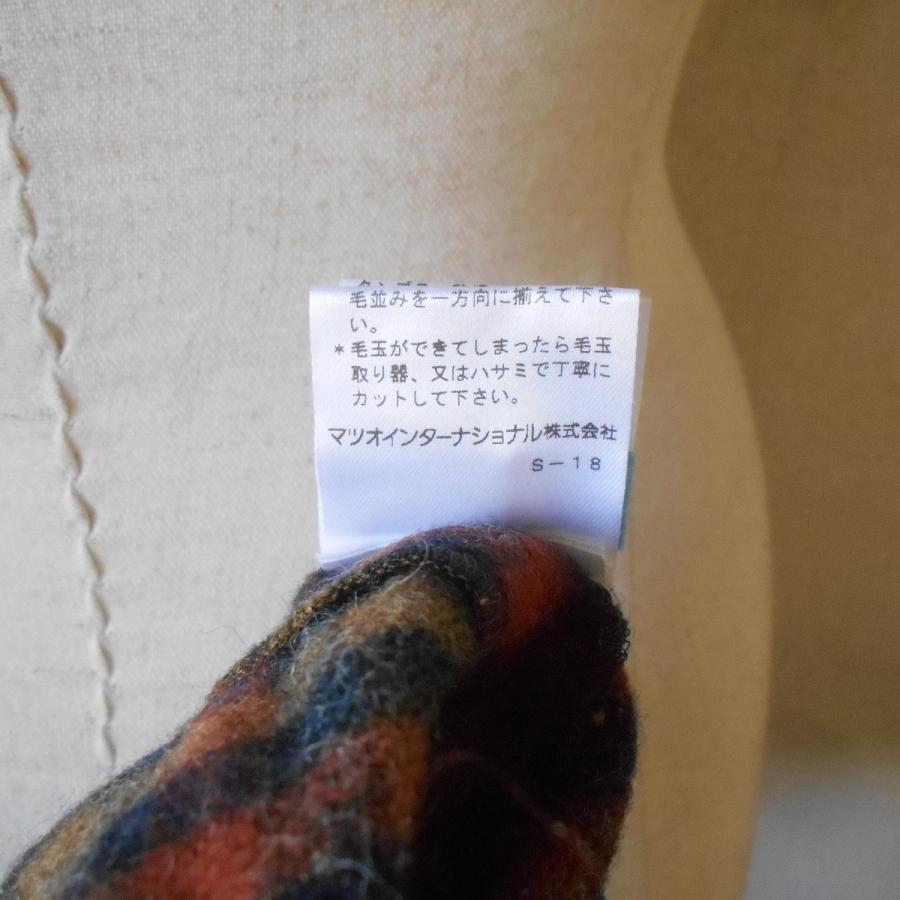 毛並みを一方向に揃えて下さ
い。
*毛玉ができてしまったら毛玉
取り器、又はハサミで丁寧に
カットして下さい。
マツオインターナショナル株式会社
S-18